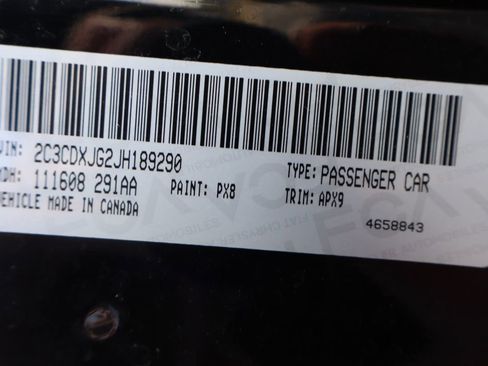 VIN: 2C3CDXJG2JH189290 TYPE: PASSENGER CAR
MDH: 111608 291AA PAINT: PX8 TRIM: APX9
VEHICLE MADE IN CANADA 4658843